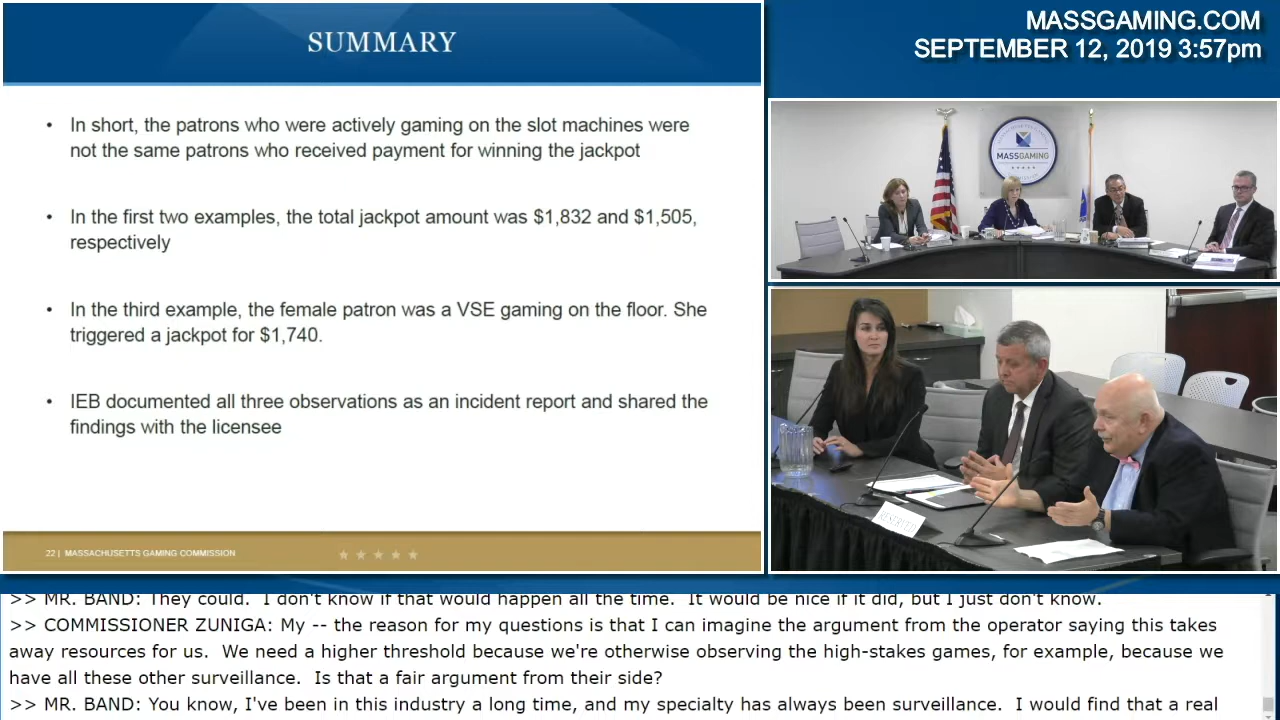 SUMMARY
• In short, the patrons who were actively gaming on the slot machines were
not the same patrons who received payment for winning the jackpot
• In the first two examples, the total jackpot amount was $1,832 and $1,505,
respectively
• In the third example, the female patron was a VSE gaming on the floor. She
triggered a jackpot for $1,740.
• IEB documented all three observations as an incident report and shared the
findings with the licensee
22 | MASSACHUSETTS GAMING COMMISSION
MASSGAMING.COM
SEPTEMBER 12, 2019 3:57pm
MASSGAMING
RESERVED
>> MR. BAND: They could. I don't know if that would happen all the time. It would be nice if it did, but I just don't know.
>> COMMISSIONER ZUNIGA: My -- the reason for my questions is that I can imagine the argument from the operator saying this takes
away resources for us. We need a higher threshold because we're otherwise observing the high-stakes games, for example, because we
have all these other surveillance. Is that a fair argument from their side?
>> MR. BAND: You know, I've been in this industry a long time, and my specialty has always been surveillance. I would find that a real